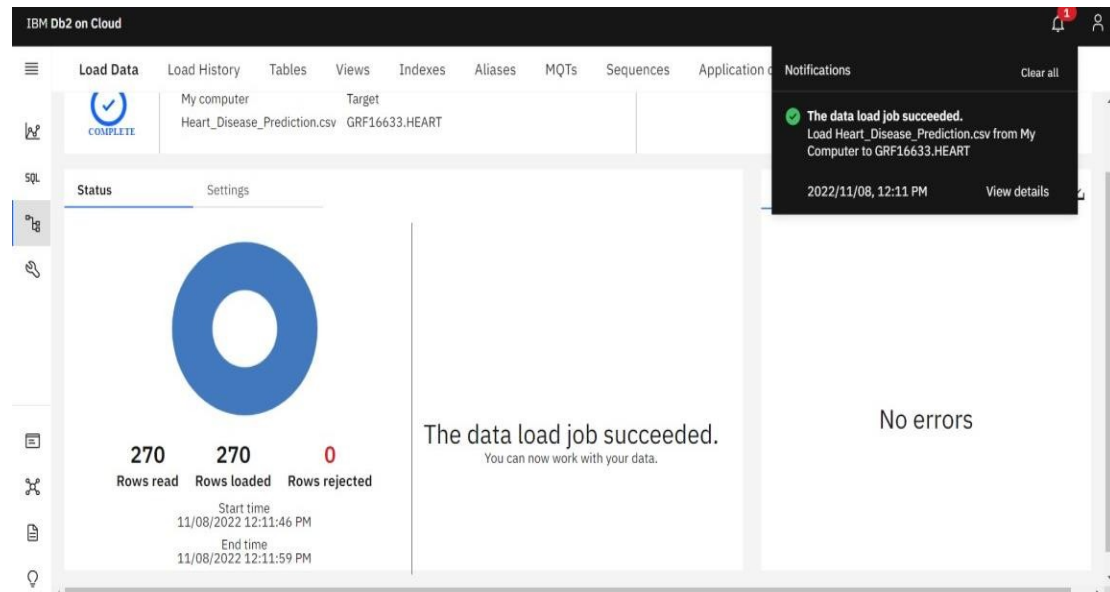 IBM Db2 on Cloud
1
Load Data Load History Tables Views Indexes Aliases MQTs Sequences Application
Notifications Clear all
The data load job succeeded.
Load Heart_Disease_Prediction.csv from My
Computer to GRF16633.HEART
2022/11/08, 12:11 PM View details
COMPLETE
My computer Target
Heart_Disease_Prediction.csv GRF16633.HEART
SQL
Status Settings
270 270 0
Rows read Rows loaded Rows rejected
Start time
11/08/2022 12:11:46 PM
End time
11/08/2022 12:11:59 PM
The data load job succeeded.
You can now work with your data.
No errors